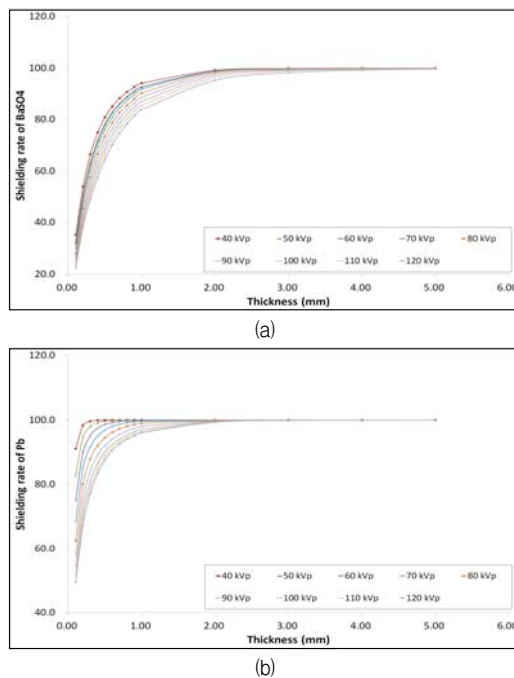 120.0
100.0
80.0
60.0
40.0
20.0
Shielding rate of BaSO4
0.00 1.00 2.00 3.00 4.00 5.00 6.00
Thickness (mm)
40 kVp 50 kVp 60 kVp 70 kVp 80 kVp
90 kVp 100 kVp 110 kVp 120 kVp
(a)
120.0
100.0
80.0
60.0
40.0
Shielding rate of Pb
0.00 1.00 2.00 3.00 4.00 5.00 6.00
Thickness (mm)
40 kVp 50 kVp 60 kVp 70 kVp 80 kVp
90 kVp 100 kVp 110 kVp 120 kVp
(b)